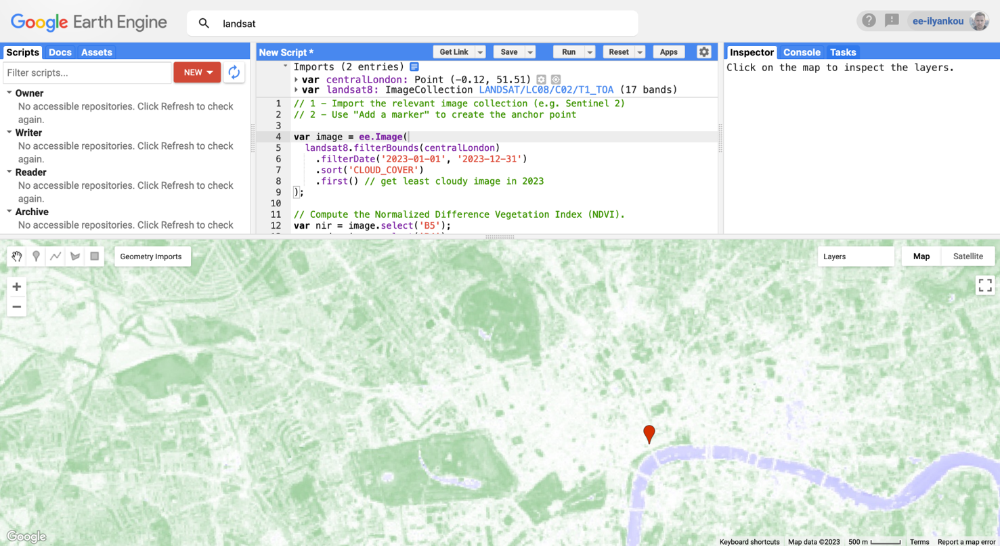 Google Earth Engine
landsat
ee-ilyankou
Scripts Docs Assets
Filter scripts...
NEW
Owner
No accessible repositories. Click Refresh to check
again.
Writer
No accessible repositories. Click Refresh to check
again.
Reader
No accessible repositories. Click Refresh to check
again.
Archive
No accessible repositories. Click Refresh to check
New Script *
Get Link Save Run Reset Apps
Imports (2 entries)
var centralLondon: Point (-0.12, 51.51)
var landsat8: ImageCollection LANDSAT/LC08/C02/T1_TOA (17 bands)
1 // 1 - Import the relevant image collection (e.g. Sentinel 2)
2 // 2 - Use "Add a marker" to create the anchor point
3
4 var image = ee.Image(
5 landsat8.filterBounds(centralLondon)
6 .filterDate('2023-01-01', '2023-12-31')
7 .sort('CLOUD_COVER')
8 .first() // get least cloudy image in 2023
9 );
10
11 // Compute the Normalized Difference Vegetation Index (NDVI).
12 var nir = image.select('B5');
Inspector Console Tasks
Click on the map to inspect the layers.
Geometry Imports
Layers
Map Satellite
+
−
Google
Keyboard shortcuts Map data ©2023 500 m Terms Report a map error